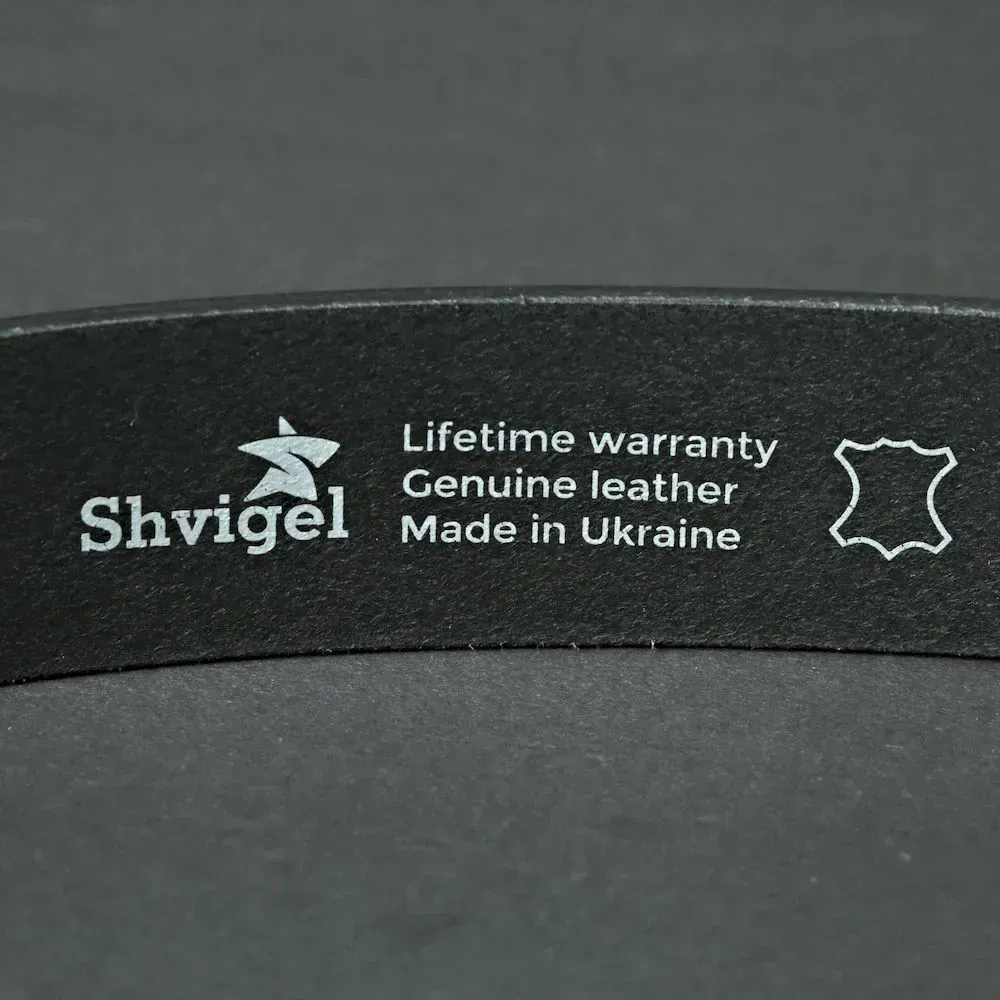 Shvigel
Lifetime warranty
Genuine leather
Made in Ukraine